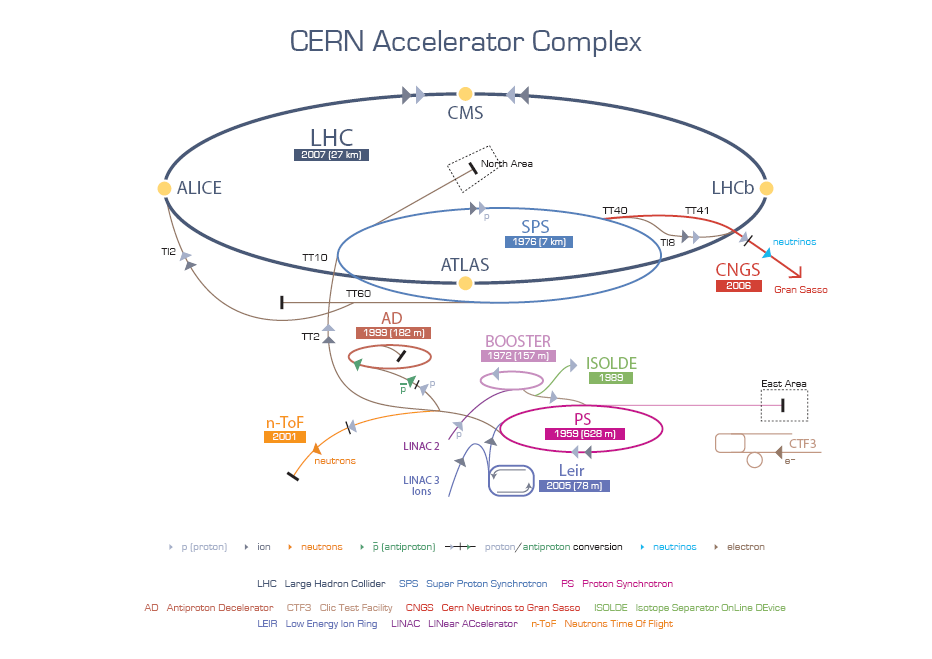 CERN Accelerator Complex
CMS
LHC
2007 (27 km)
North Area
ALICE
LHCb
p
TT40
TT41
SPS
1976 (7 km)
TI8
neutrinos
TI2
TT10
ATLAS
CNGS
2006
Gran Sasso
TT60
AD
1999 (182 m)
TT2
BOOSTER
1972 (157 m)
ISOLDE
1989
p̅
p
East Area
n-ToF
2001
PS
1959 (628 m)
LINAC 2
p
CTF3
e⁻
neutrons
LINAC 3
Ions
Leir
2005 (78 m)
p (proton) ion neutrons p̅ (antiproton) proton/antiproton conversion neutrinos electron
LHC Large Hadron Collider SPS Super Proton Synchrotron PS Proton Synchrotron
AD Antiproton Decelerator CTF3 Clic Test Facility CNGS Cern Neutrinos to Gran Sasso ISOLDE Isotope Separator OnLine DEvice
LEIR Low Energy Ion Ring LINAC LINear ACcelerator n-ToF Neutrons Time Of Flight